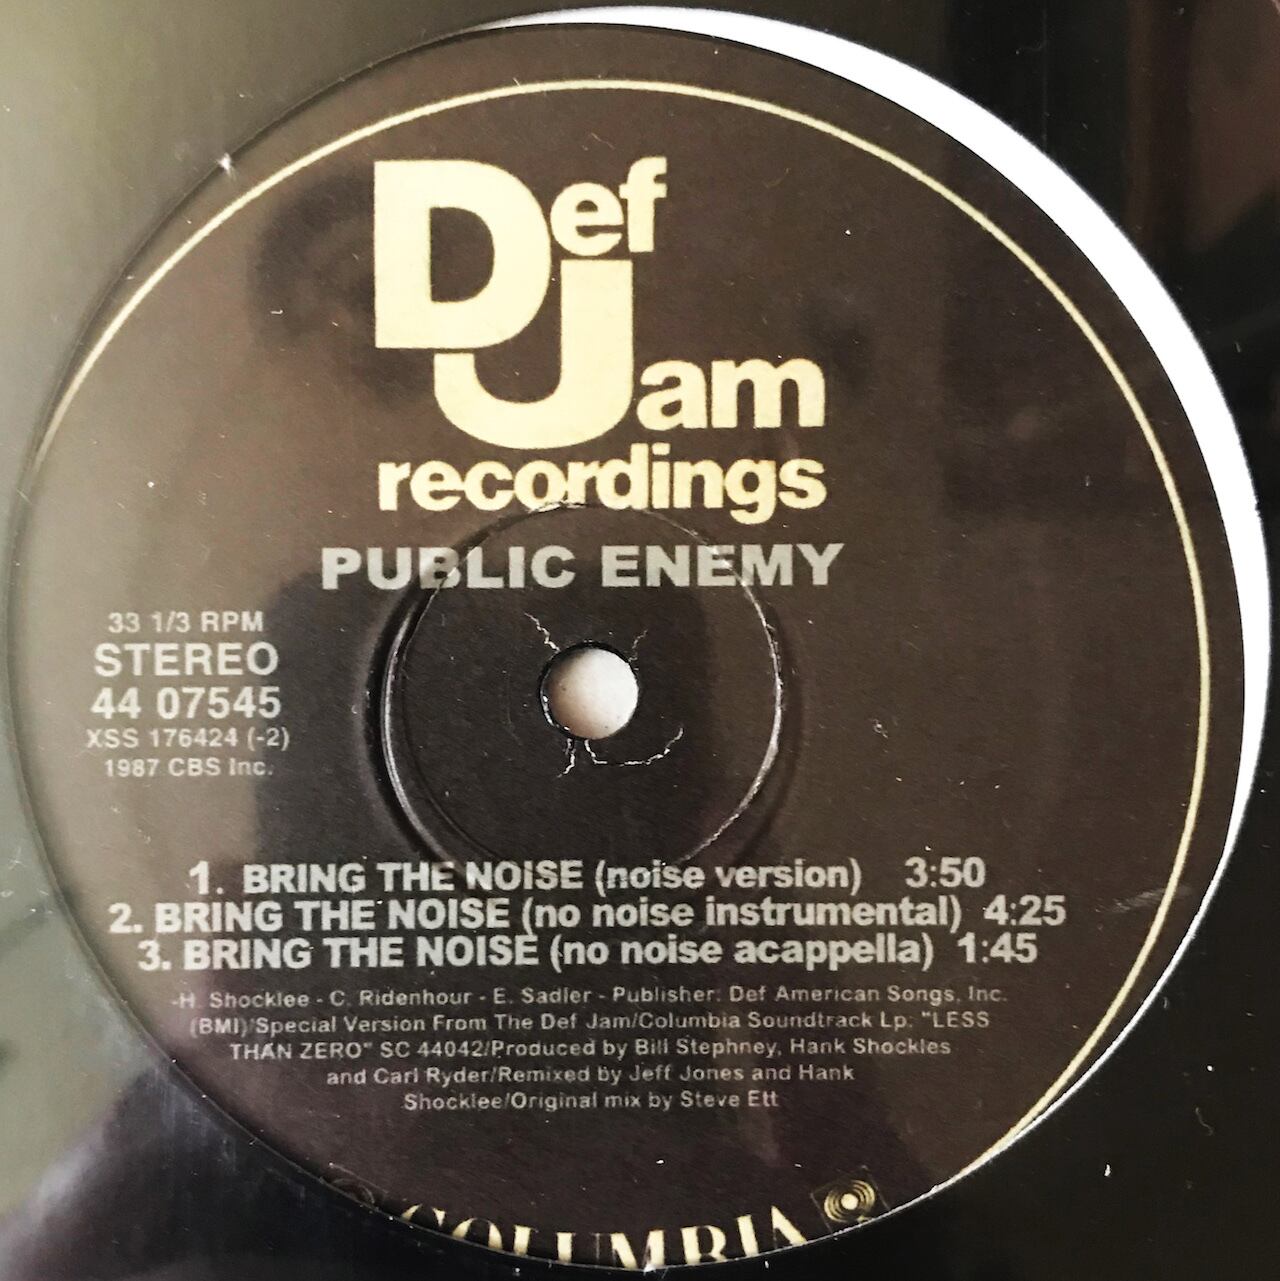 Def
Jam
recordings
PUBLIC ENEMY
33 1/3 RPM
STEREO
44 07545
XSS 176424 (-2)
1987 CBS Inc.
1. BRING THE NOISE (noise version) 3:50
2. BRING THE NOISE (no noise instrumental) 4:25
3. BRING THE NOISE (no noise acappella) 1:45
-H. Shocklee - C. Ridenhour - E. Sadler - Publisher: Def American Songs, Inc.
(BMI)/Special Version From The Def Jam/Columbia Soundtrack Lp: "LESS
THAN ZERO" SC 44042/Produced by Bill Stephney, Hank Shockles
and Carl Ryder/Remixed by Jeff Jones and Hank
Shocklee/Original mix by Steve Ett
COLUMBIA